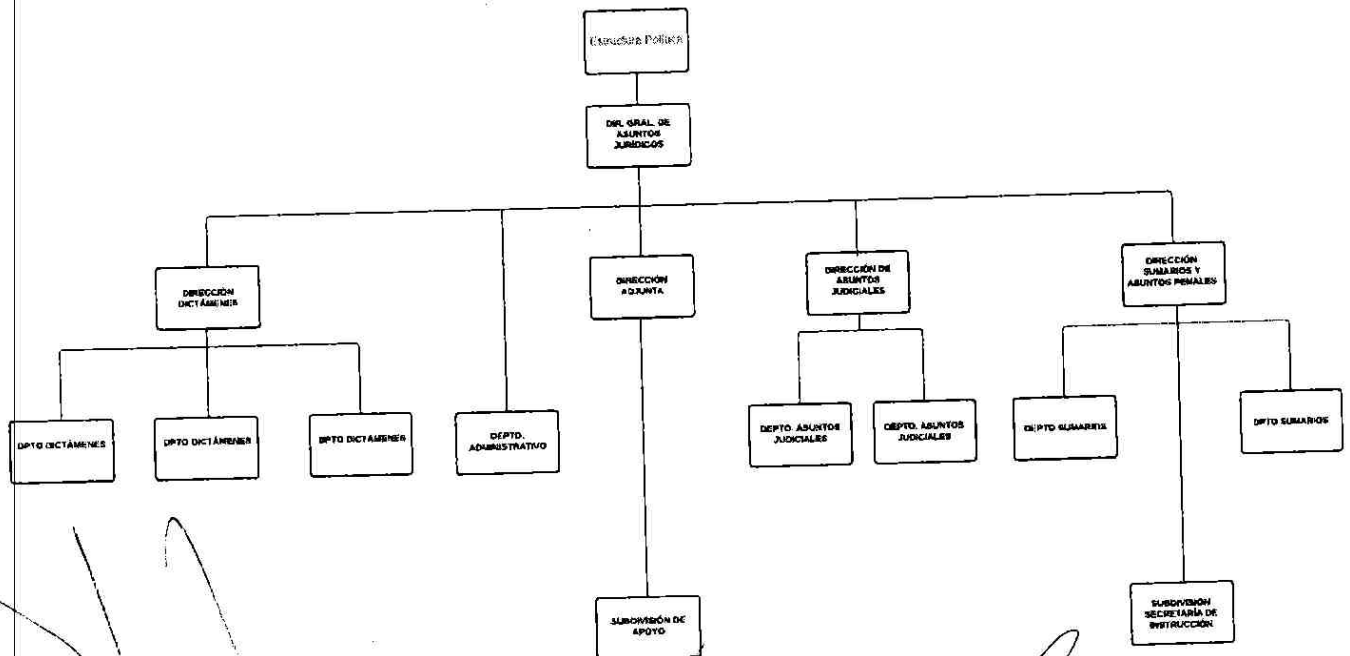 Estructura Política
DIR. GRAL. DE
ASUNTOS
JURÍDICOS
DIRECCIÓN
DICTÁMENES
DIRECCIÓN
ADJUNTA
DIRECCIÓN DE
ASUNTOS
JUDICIALES
DIRECCIÓN
SUMARIOS Y
ASUNTOS PENALES
DPTO DICTÁMENES
DPTO DICTÁMENES
DPTO DICTÁMENES
DEPTO.
ADMINISTRATIVO
DEPTO. ASUNTOS
JUDICIALES
DEPTO. ASUNTOS
JUDICIALES
DEPTO SUMARIOS
DPTO SUMARIOS
SUBDIVISIÓN DE
APOYO
SUBDIVISIÓN
SECRETARÍA DE
INSTRUCCIÓN